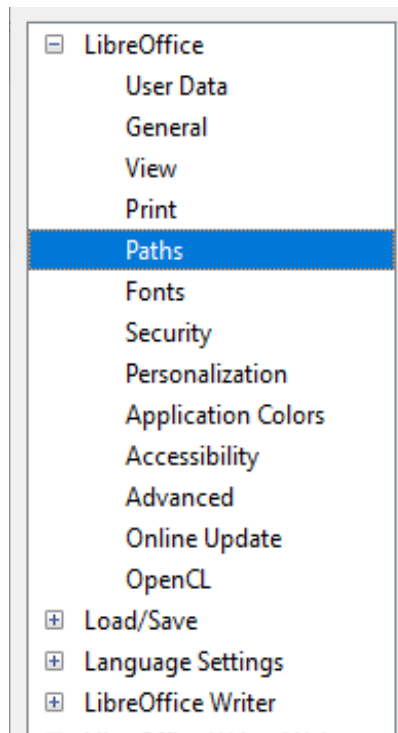 LibreOffice
User Data
General
View
Print
Paths
Fonts
Security
Personalization
Application Colors
Accessibility
Advanced
Online Update
OpenCL
Load/Save
Language Settings
LibreOffice Writer